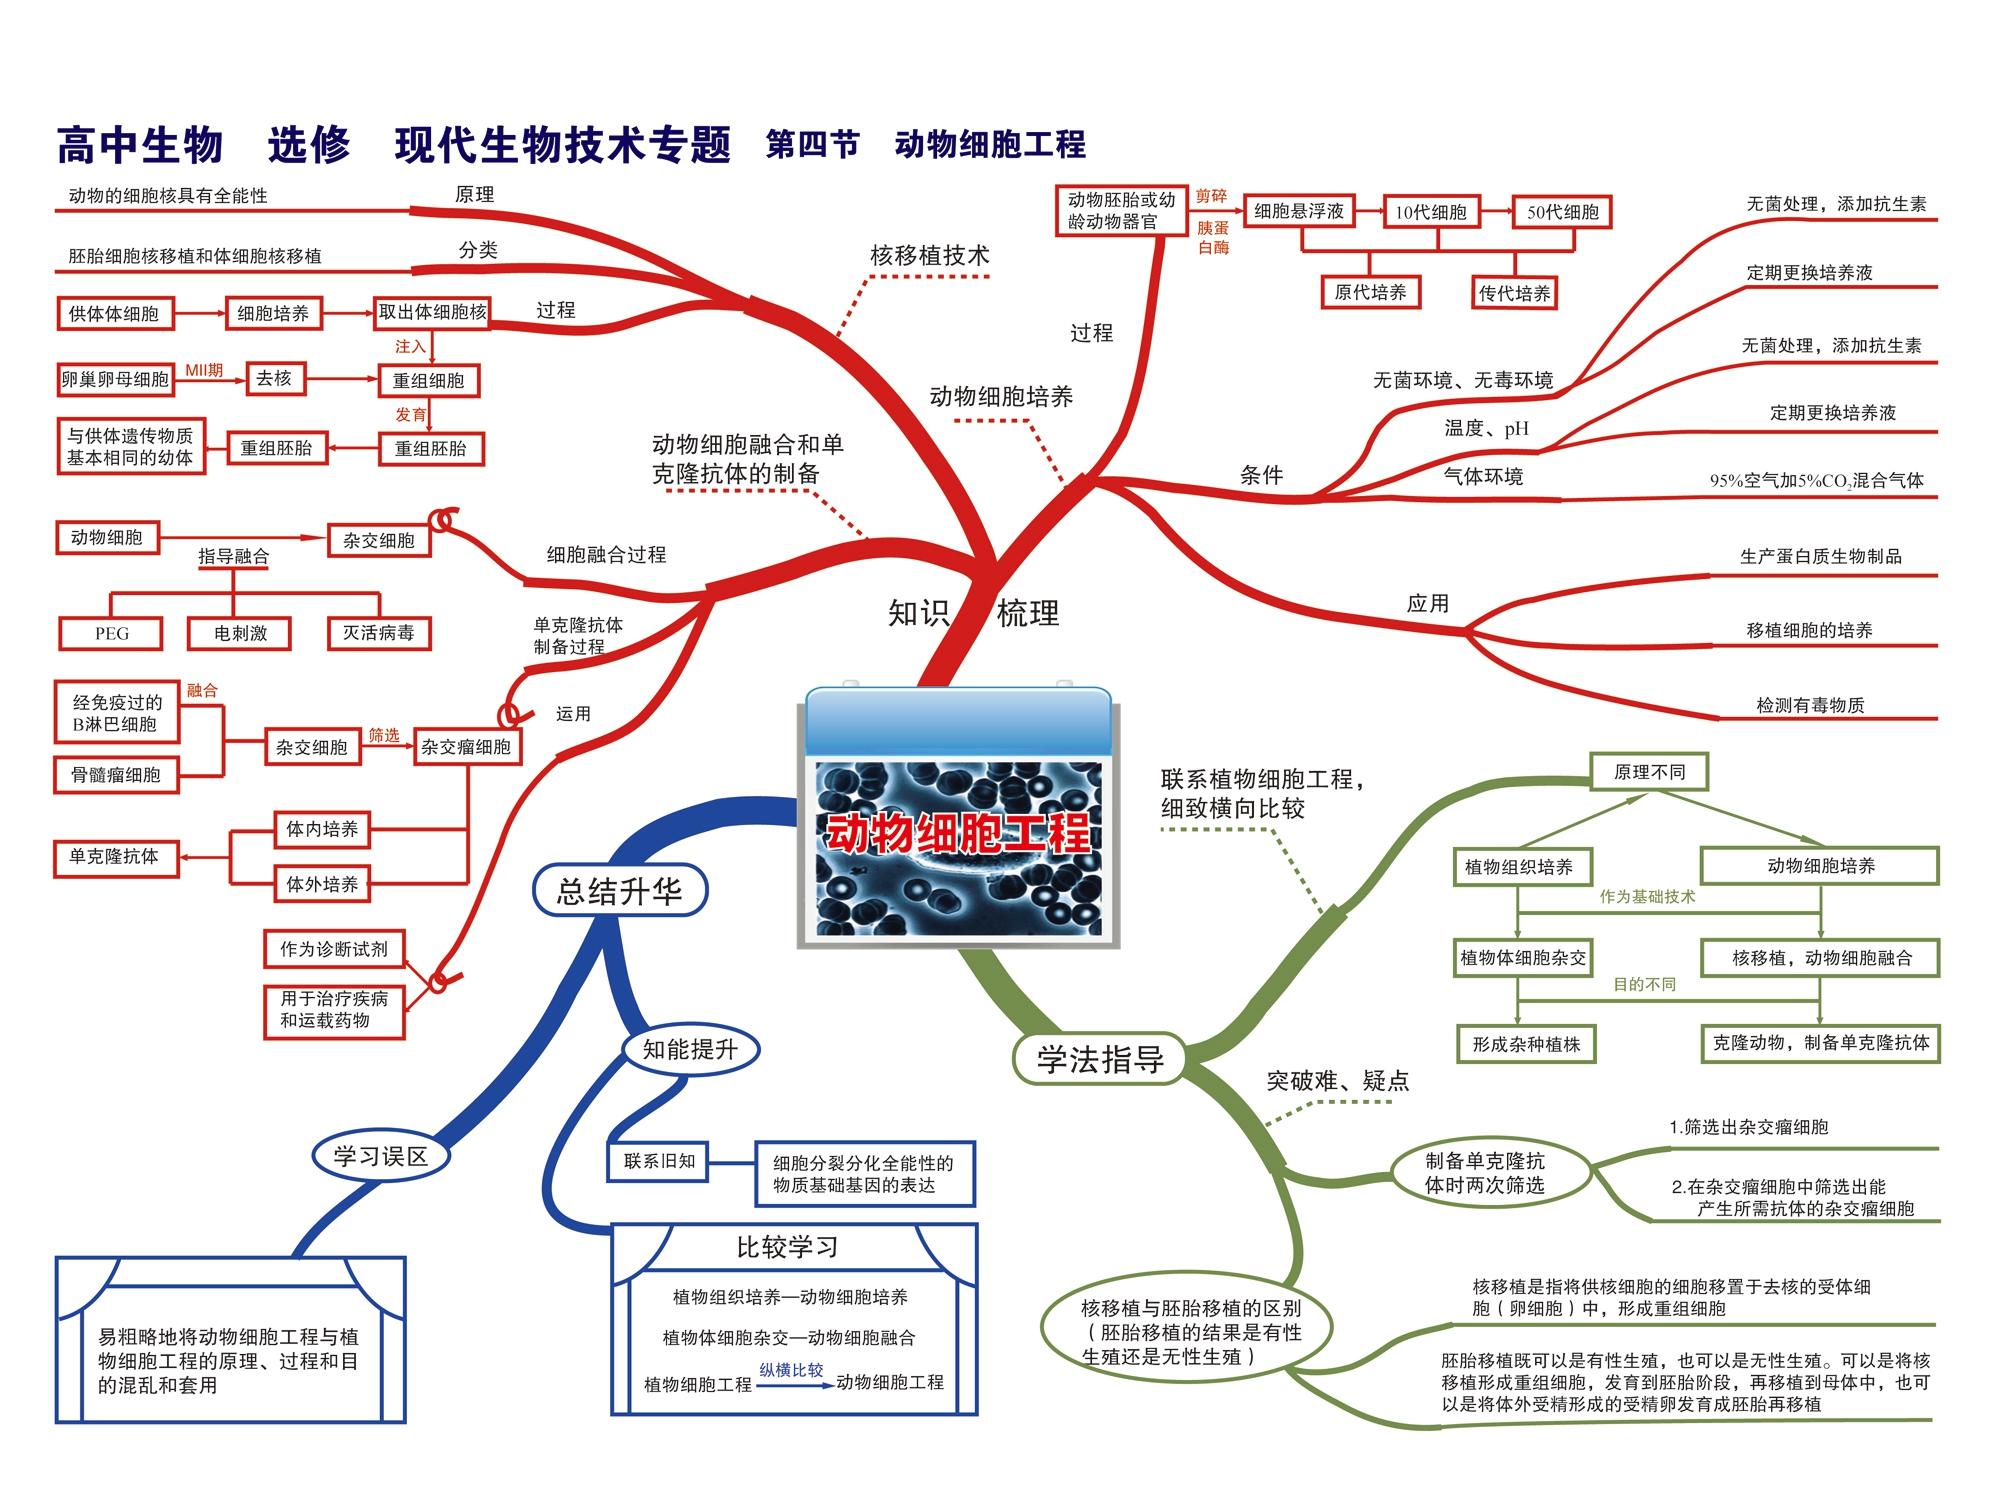 高中生物 选修 现代生物技术专题 第四节 动物细胞工程
知识 梳理
核移植技术
原理
动物的细胞核具有全能性
分类
胚胎细胞核移植和体细胞核移植
过程
供体体细胞
细胞培养
取出体细胞核
注入
卵巢卵母细胞
MII期
去核
重组细胞
发育
与供体遗传物质
基本相同的幼体
重组胚胎
重组胚胎
动物细胞融合和单
克隆抗体的制备
细胞融合过程
动物细胞
杂交细胞
指导融合
PEG
电刺激
灭活病毒
单克隆抗体
制备过程
经免疫过的
B淋巴细胞
融合
骨髓瘤细胞
杂交细胞
筛选
杂交瘤细胞
体内培养
体外培养
单克隆抗体
运用
作为诊断试剂
用于治疗疾病
和运载药物
动物细胞培养
过程
动物胚胎或幼
龄动物器官
剪碎
胰蛋
白酶
细胞悬浮液
10代细胞
50代细胞
原代培养
传代培养
条件
无菌环境、无毒环境
无菌处理，添加抗生素
定期更换培养液
温度、pH
无菌处理，添加抗生素
定期更换培养液
气体环境
95%空气加5%CO₂混合气体
应用
生产蛋白质生物制品
移植细胞的培养
检测有毒物质
动物细胞工程
总结升华
知能提升
联系旧知
细胞分裂分化全能性的
物质基础基因的表达
比较学习
植物组织培养—动物细胞培养
植物体细胞杂交—动物细胞融合
植物细胞工程
纵横比较
动物细胞工程
学习误区
易粗略地将动物细胞工程与植
物细胞工程的原理、过程和目
的混乱和套用
学法指导
联系植物细胞工程，
细致横向比较
原理不同
植物组织培养
动物细胞培养
作为基础技术
植物体细胞杂交
核移植，动物细胞融合
目的不同
形成杂种植株
克隆动物，制备单克隆抗体
突破难、疑点
制备单克隆抗
体时两次筛选
1.筛选出杂交瘤细胞
2.在杂交瘤细胞中筛选出能
产生所需抗体的杂交瘤细胞
核移植与胚胎移植的区别
（胚胎移植的结果是有性
生殖还是无性生殖）
核移植是指将供核细胞的细胞移置于去核的受体细
胞（卵细胞）中，形成重组细胞
胚胎移植既可以是有性生殖，也可以是无性生殖。可以是将核
移植形成重组细胞，发育到胚胎阶段，再移植到母体中，也可
以是将体外受精形成的受精卵发育成胚胎再移植